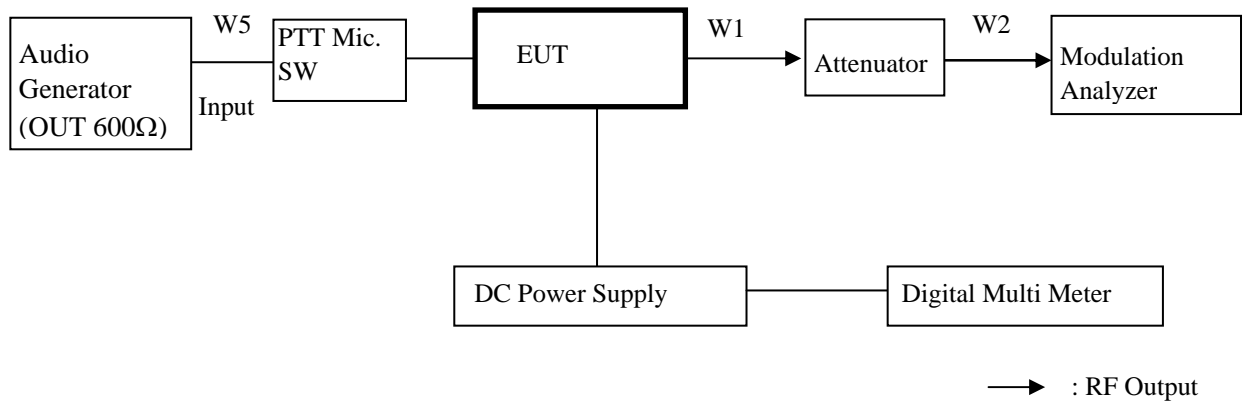 W5
Audio
Generator
(OUT 600Ω)
Input
PTT Mic.
SW
EUT
W1
Attenuator
W2
Modulation
Analyzer
DC Power Supply
Digital Multi Meter
: RF Output